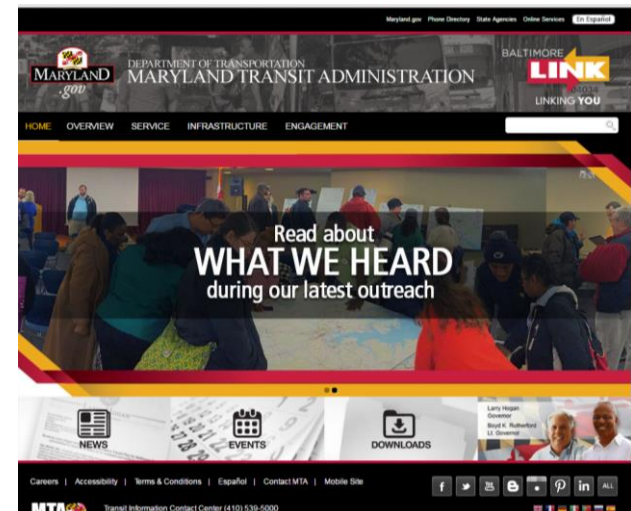 Maryland.gov Phone Directory State Agencies Online Services En Español
MARYLAND
.gov
DEPARTMENT OF TRANSPORTATION
MARYLAND TRANSIT ADMINISTRATION
BALTIMORE
LINK
LINKING YOU
HOME OVERVIEW SERVICE INFRASTRUCTURE ENGAGEMENT
Read about
WHAT WE HEARD
during our latest outreach
NEWS
EVENTS
DOWNLOADS
Larry Hogan
Governor
Boyd K. Rutherford
Lt. Governor
Careers | Accessibility | Terms & Conditions | Español | Contact MTA | Mobile Site
ALL
MTA
Transit Information Contact Center (410) 539-5000